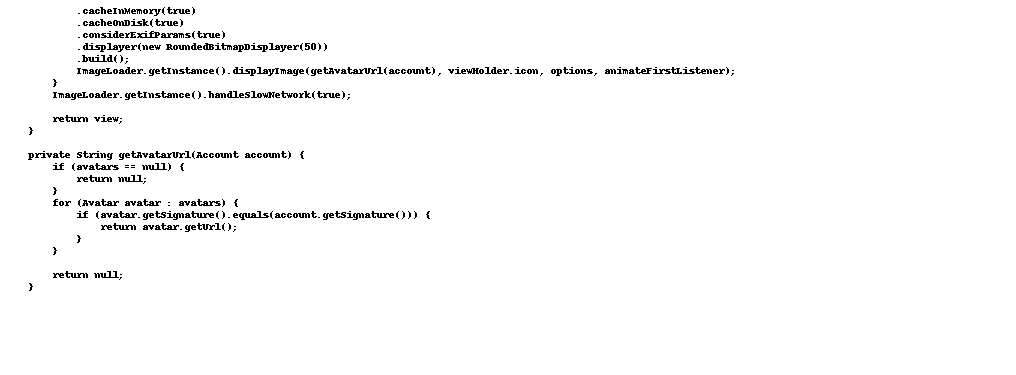 .cacheInMemory(true)
.cacheOnDisk(true)
.considerExifParams(true)
.displayer(new RoundedBitmapDisplayer(50))
.build();
ImageLoader.getInstance().displayImage(getAvatarUrl(account), viewHolder.icon, options, animateFirstListener);
}
ImageLoader.getInstance().handleSlowNetwork(true);
return view;
}
private String getAvatarUrl(Account account) {
if (avatars == null) {
return null;
}
for (Avatar avatar : avatars) {
if (avatar.getSignature().equals(account.getSignature())) {
return avatar.getUrl();
}
}
return null;
}